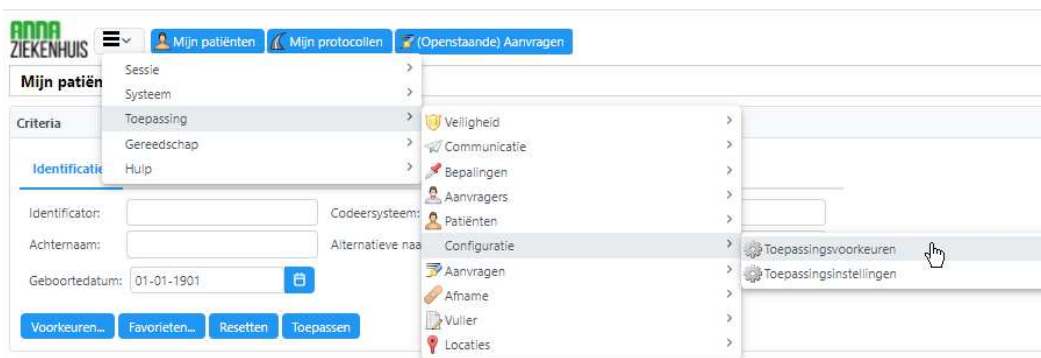 ANNA
ZIEKENHUIS
Mijn patiënten
Mijn protocollen
(Openstaande) Aanvragen
Mijn patiën
Sessie
Systeem
Toepassing
Gereedschap
Hulp
Criteria
Identificatie
Identificator:
Codeersysteem:
Achternaam:
Alternatieve naa
Geboortedatum:
01-01-1901
Voorkeuren...
Favorieten...
Resetten
Toepassen
Veiligheid
Communicatie
Bepalingen
Aanvragers
Patiënten
Configuratie
Aanvragen
Afname
Vuller
Locaties
Toepassingsvoorkeuren
Toepassingsinstellingen